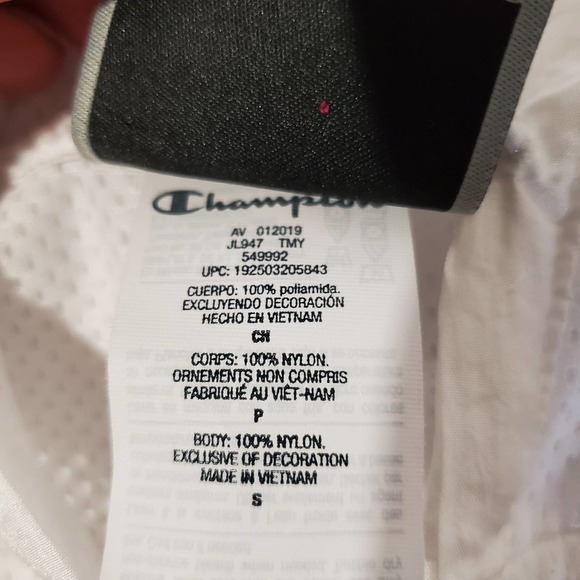 Champion
AV 012019
JL947 TMY
549992
UPC: 192503205843
CUERPO: 100% poliamida.
EXCLUYENDO DECORACIÓN
HECHO EN VIETNAM
CH
CORPS: 100% NYLON.
ORNEMENTS NON COMPRIS
FABRIQUÉ AU VIÊT-NAM
P
BODY: 100% NYLON.
EXCLUSIVE OF DECORATION
MADE IN VIETNAM
S